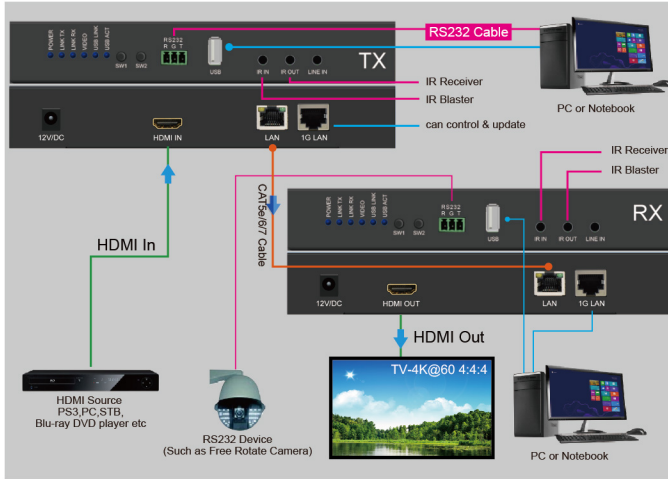 POWER
LINK TX
LINK RX
VIDEO
USB LINK
USB ACT
SW1
SW2
RS232
R G T
USB
IR IN
IR OUT
LINE IN
TX
RS232 Cable
PC or Notebook
IR Receiver
IR Blaster
12V/DC
HDMI IN
LAN
1G LAN
can control & update
IR Receiver
IR Blaster
CAT5e/6/7 Cable
HDMI In
POWER
LINK TX
LINK RX
VIDEO
USB LINK
USB ACT
SW1
SW2
RS232
R G T
USB
IR IN
IR OUT
LINE IN
RX
12V/DC
HDMI OUT
LAN
1G LAN
HDMI Out
TV-4K@60 4:4:4
HDMI Source
PS3,PC,STB,
Blu-ray DVD player etc
RS232 Device
(Such as Free Rotate Camera)
PC or Notebook